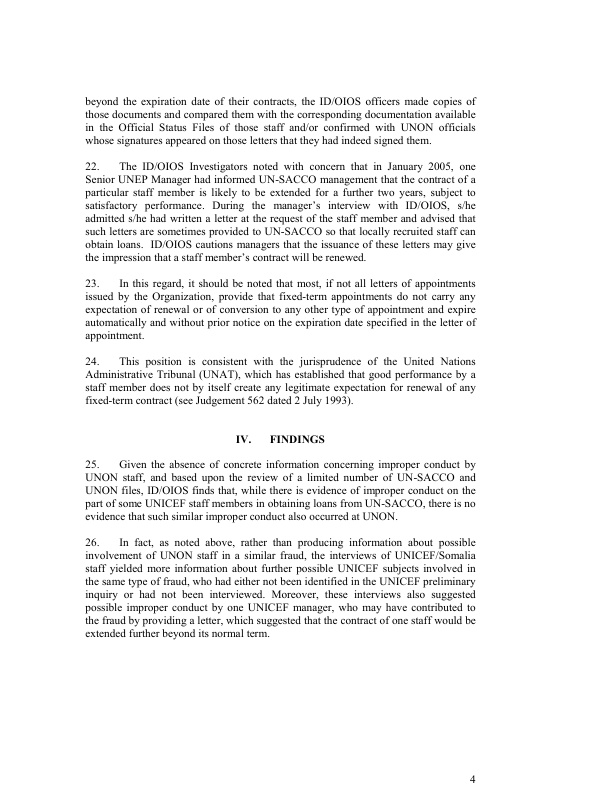 beyond the expiration date of their contracts, the ID/OIOS officers made copies of
those documents and compared them with the corresponding documentation available
in the Official Status Files of those staff and/or confirmed with UNON officials
whose signatures appeared on those letters that they had indeed signed them.
22. The ID/OIOS Investigators noted with concern that in January 2005, one
Senior UNEP Manager had informed UN-SACCO management that the contract of a
particular staff member is likely to be extended for a further two years, subject to
satisfactory performance. During the manager's interview with ID/OIOS, s/he
admitted s/he had written a letter at the request of the staff member and advised that
such letters are sometimes provided to UN-SACCO so that locally recruited staff can
obtain loans. ID/OIOS cautions managers that the issuance of these letters may give
the impression that a staff member's contract will be renewed.
23. In this regard, it should be noted that most, if not all letters of appointments
issued by the Organization, provide that fixed-term appointments do not carry any
expectation of renewal or of conversion to any other type of appointment and expire
automatically and without prior notice on the expiration date specified in the letter of
appointment.
24. This position is consistent with the jurisprudence of the United Nations
Administrative Tribunal (UNAT), which has established that good performance by a
staff member does not by itself create any legitimate expectation for renewal of any
fixed-term contract (see Judgement 562 dated 2 July 1993).
IV. FINDINGS
25. Given the absence of concrete information concerning improper conduct by
UNON staff, and based upon the review of a limited number of UN-SACCO and
UNON files, ID/OIOS finds that, while there is evidence of improper conduct on the
part of some UNICEF staff members in obtaining loans from UN-SACCO, there is no
evidence that such similar improper conduct also occurred at UNON.
26. In fact, as noted above, rather than producing information about possible
involvement of UNON staff in a similar fraud, the interviews of UNICEF/Somalia
staff yielded more information about further possible UNICEF subjects involved in
the same type of fraud, who had either not been identified in the UNICEF preliminary
inquiry or had not been interviewed. Moreover, these interviews also suggested
possible improper conduct by one UNICEF manager, who may have contributed to
the fraud by providing a letter, which suggested that the contract of one staff would be
extended further beyond its normal term.
4